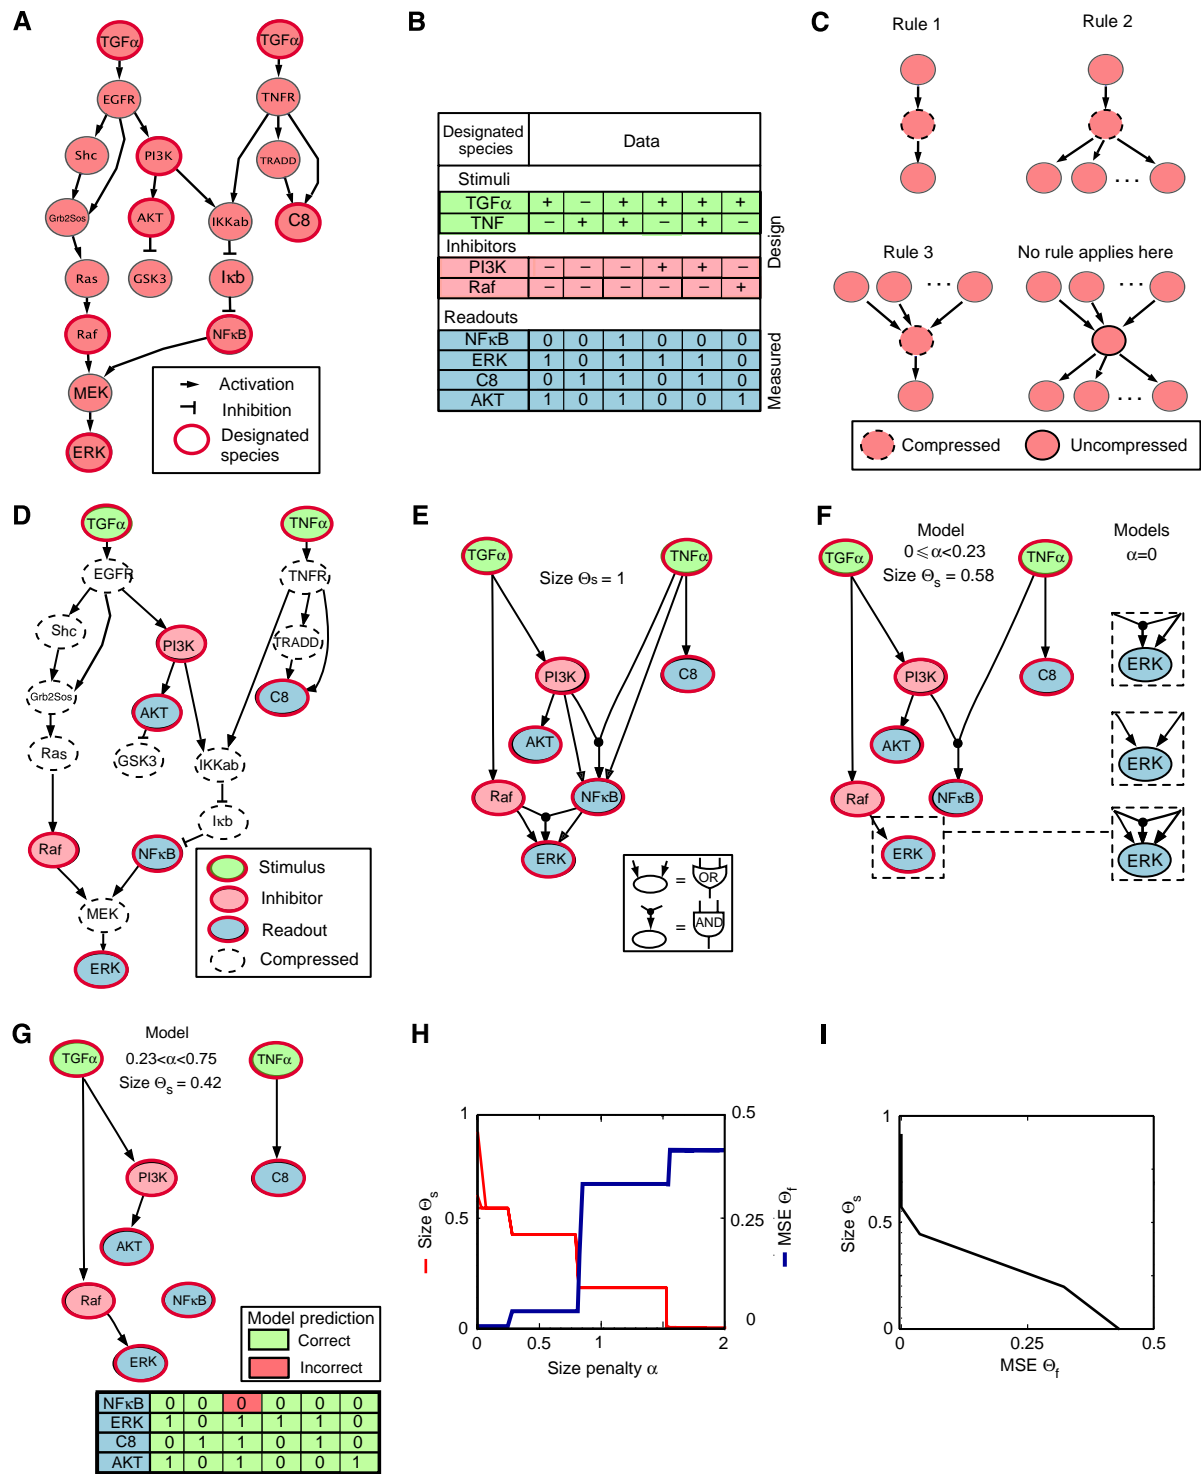 A
TGFα
TGFα
EGFR
TNFR
Shc
PI3K
TRADD
Grb2Sos
AKT
IKKab
C8
Ras
GSK3
Iκb
Raf
NFκB
MEK
ERK
Activation
Inhibition
Designated
species
B
Designated
species
Data
Stimuli
TGFα + − + + + +
TNF − + + − + −
Inhibitors
PI3K − − − + + −
Raf − − − − − +
Readouts
NFκB 0 0 1 0 0 0
ERK 1 0 1 1 1 0
C8 0 1 1 0 1 0
AKT 1 0 1 0 0 1
Design
Measured
C
Rule 1
Rule 2
...
Rule 3
No rule applies here
...
...
...
Compressed
Uncompressed
D
TGFα
TNFα
EGFR
TNFR
Shc
PI3K
TRADD
Grb2Sos
AKT
C8
Ras
GSK3
IKKab
Iκb
Raf
NFκB
MEK
ERK
Stimulus
Inhibitor
Readout
Compressed
E
TGFα
TNFα
Size Θs = 1
PI3K
C8
AKT
Raf
NFκB
ERK
= OR
= AND
F
Model
0 ⩽ α<0.23
Size Θs = 0.58
Models
α=0
TGFα
TNFα
PI3K
C8
AKT
Raf
NFκB
ERK
ERK
ERK
ERK
G
Model
0.23<α<0.75
Size Θs = 0.42
TGFα
TNFα
PI3K
C8
AKT
Raf
NFκB
ERK
Model prediction
Correct
Incorrect
NFκB 0 0 0 0 0 0
ERK 1 0 1 1 1 0
C8 0 1 1 0 1 0
AKT 1 0 1 0 0 1
H
1
0.5
0
Size Θs
0.5
0.25
0
MSE Θf
0 0.5 1 1.5 2
Size penalty α
I
1
0.5
0
Size Θs
0 0.25 0.5
MSE Θf